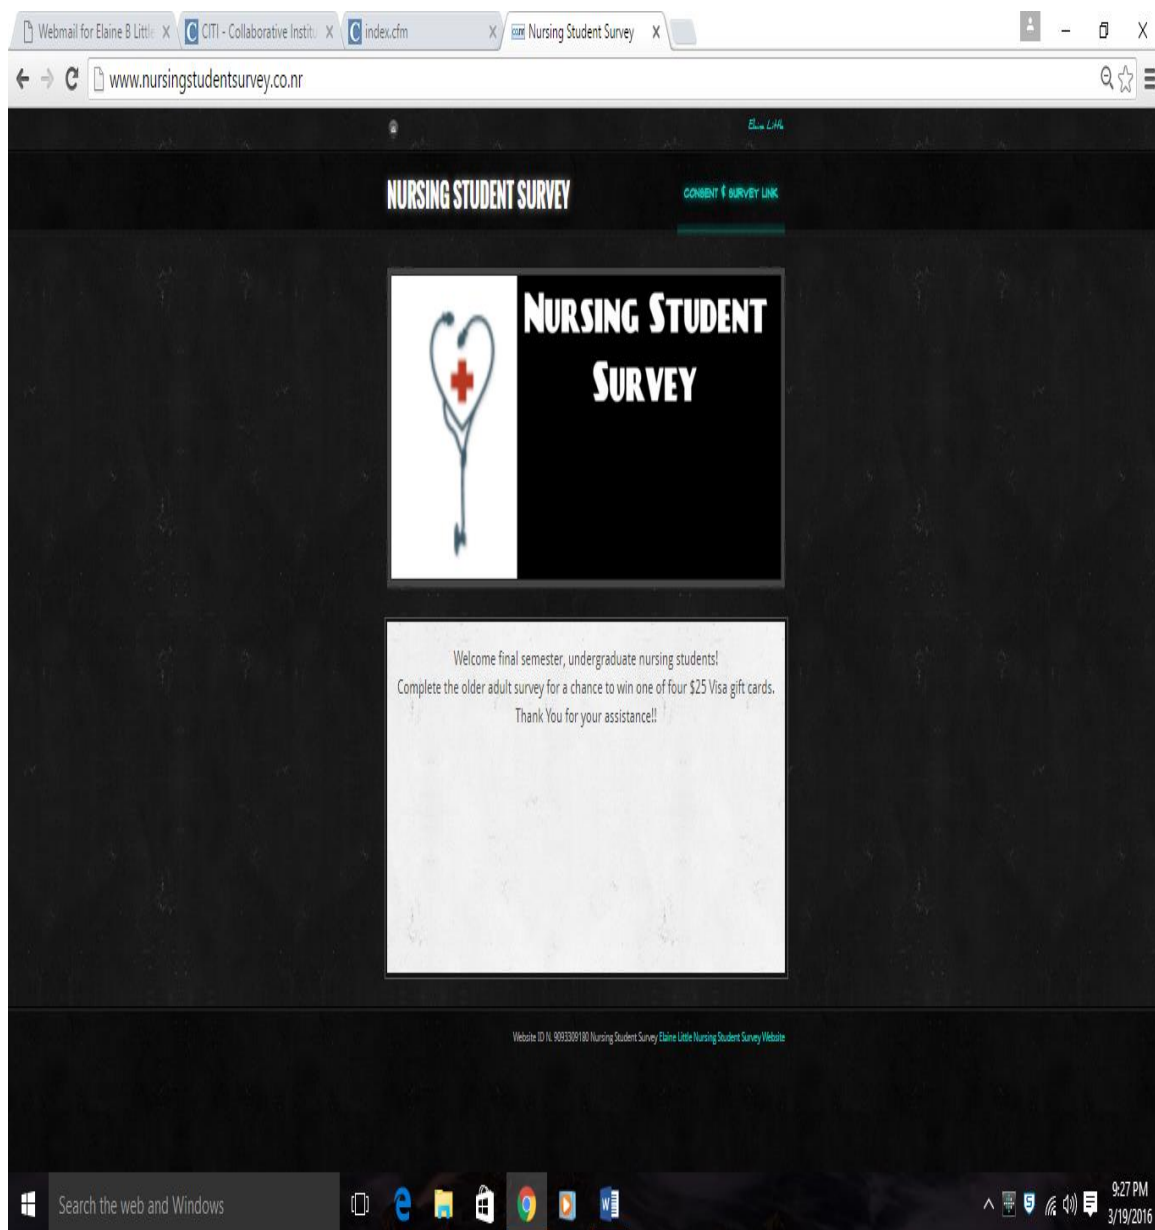 Webmail for Elaine B Little
CITI - Collaborative Institu
index.cfm
Nursing Student Survey
www.nursingstudentsurvey.co.nr
Elaine Little
NURSING STUDENT SURVEY
CONSENT & SURVEY LINK
NURSING STUDENT
SURVEY
Welcome final semester, undergraduate nursing students!
Complete the older adult survey for a chance to win one of four $25 Visa gift cards.
Thank You for your assistance!!
Website ID N. 9093309180 Nursing Student Survey Elaine Little Nursing Student Survey Website
Search the web and Windows
9:27 PM
3/19/2016